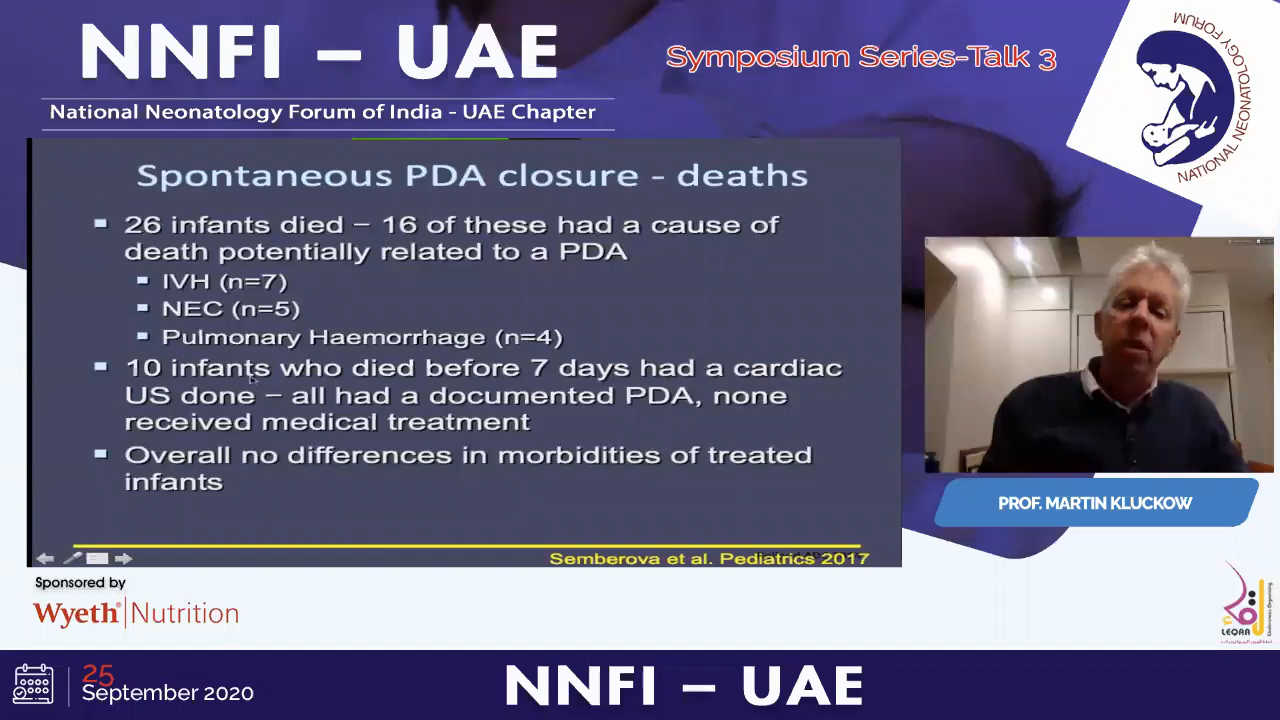 NNFI – UAE
National Neonatology Forum of India - UAE Chapter
Symposium Series-Talk 3
NATIONAL NEONATOLOGY FORUM
Spontaneous PDA closure - deaths
26 infants died – 16 of these had a cause of
death potentially related to a PDA
IVH (n=7)
NEC (n=5)
Pulmonary Haemorrhage (n=4)
10 infants who died before 7 days had a cardiac
US done – all had a documented PDA, none
received medical treatment
Overall no differences in morbidities of treated
infants
Semberova et al. Pediatrics 2017
PROF. MARTIN KLUCKOW
Sponsored by
Wyeth® Nutrition
LEQAA
25
September 2020
NNFI – UAE